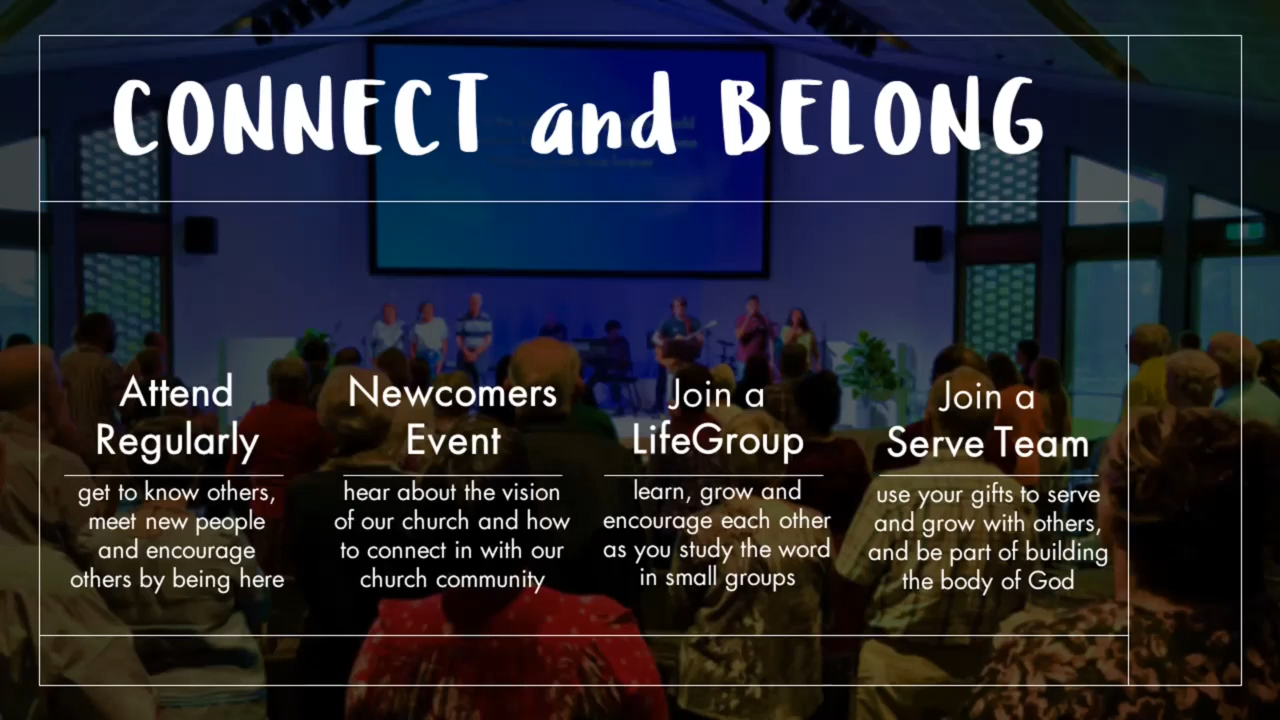 CONNECT and BELONG
Attend
Regularly
get to know others,
meet new people
and encourage
others by being here
Newcomers
Event
hear about the vision
of our church and how
to connect in with our
church community
Join a
LifeGroup
learn, grow and
encourage each other
as you study the word
in small groups
Join a
Serve Team
use your gifts to serve
and grow with others,
and be part of building
the body of God